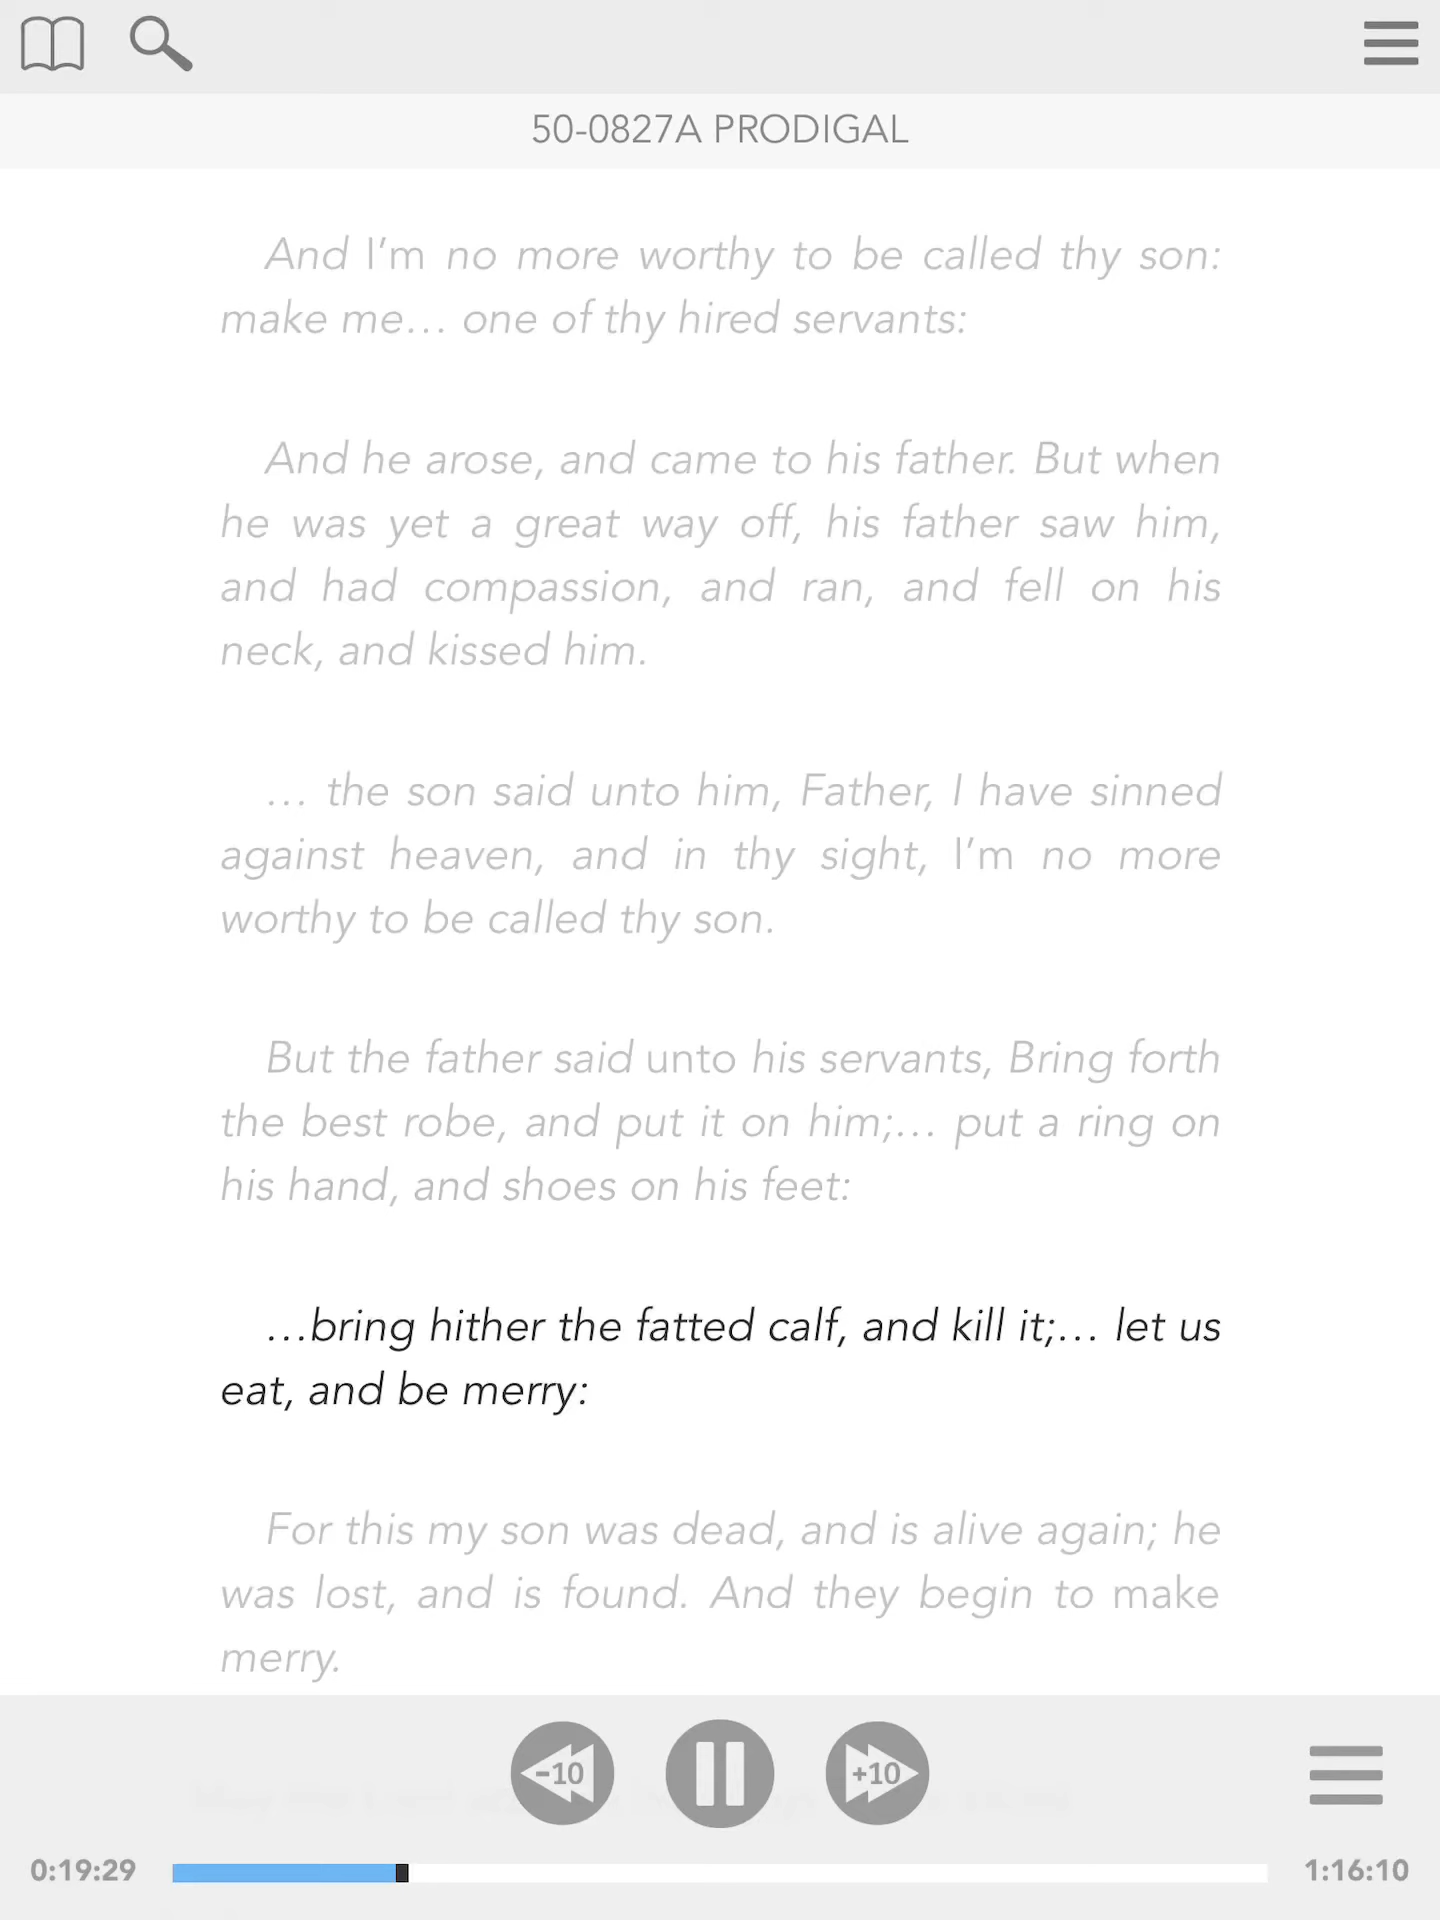 50-0827A PRODIGAL
And I’m no more worthy to be called thy son:
make me… one of thy hired servants:
And he arose, and came to his father. But when
he was yet a great way off, his father saw him,
and had compassion, and ran, and fell on his
neck, and kissed him.
… the son said unto him, Father, I have sinned
against heaven, and in thy sight, I’m no more
worthy to be called thy son.
But the father said unto his servants, Bring forth
the best robe, and put it on him;… put a ring on
his hand, and shoes on his feet:
…bring hither the fatted calf, and kill it;… let us
eat, and be merry:
For this my son was dead, and is alive again; he
was lost, and is found. And they begin to make
merry.
-10 +10
0:19:29 1:16:10